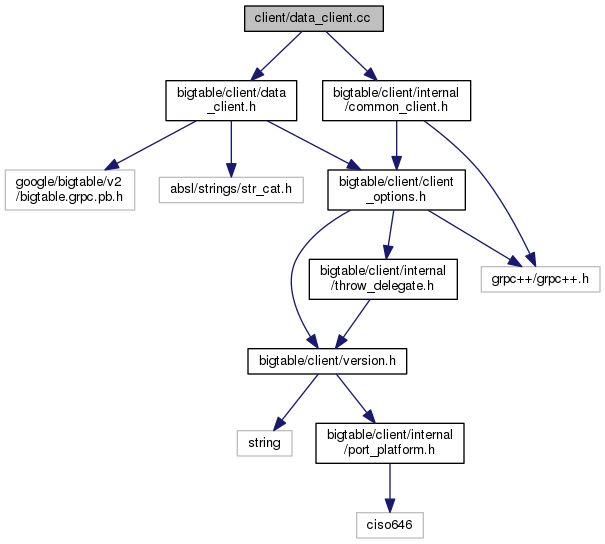 client/data_client.cc
bigtable/client/data
_client.h
bigtable/client/internal
/common_client.h
google/bigtable/v2
/bigtable.grpc.pb.h
absl/strings/str_cat.h
bigtable/client/client
_options.h
bigtable/client/internal
/throw_delegate.h
grpc++/grpc++.h
bigtable/client/version.h
string
bigtable/client/internal
/port_platform.h
ciso646